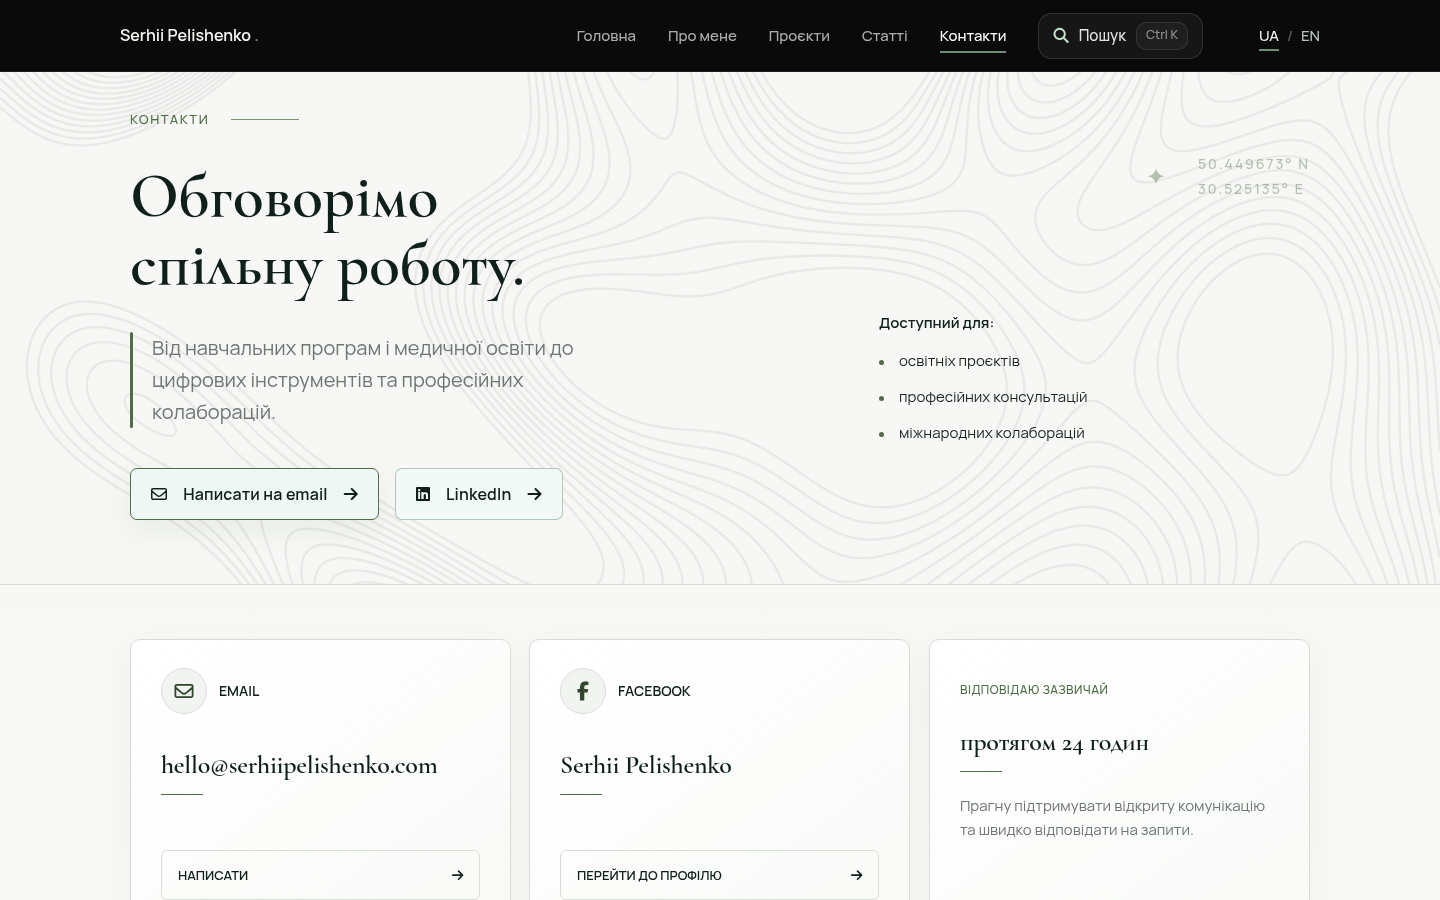 Serhii Pelishenko .
Головна
Про мене
Проєкти
Статті
Контакти
Пошук
Ctrl K
UA / EN
КОНТАКТИ
50.449673° N
30.525135° E
Обговорімо
спільну роботу.
Від навчальних програм і медичної освіти до
цифрових інструментів та професійних
колаборацій.
Доступний для:
освітніх проєктів
професійних консультацій
міжнародних колаборацій
Написати на email
LinkedIn
EMAIL
hello@serhiipelishenko.com
НАПИСАТИ
FACEBOOK
Serhii Pelishenko
ПЕРЕЙТИ ДО ПРОФІЛЮ
ВІДПОВІДАЮ ЗАЗВИЧАЙ
протягом 24 годин
Прагну підтримувати відкриту комунікацію
та швидко відповідати на запити.